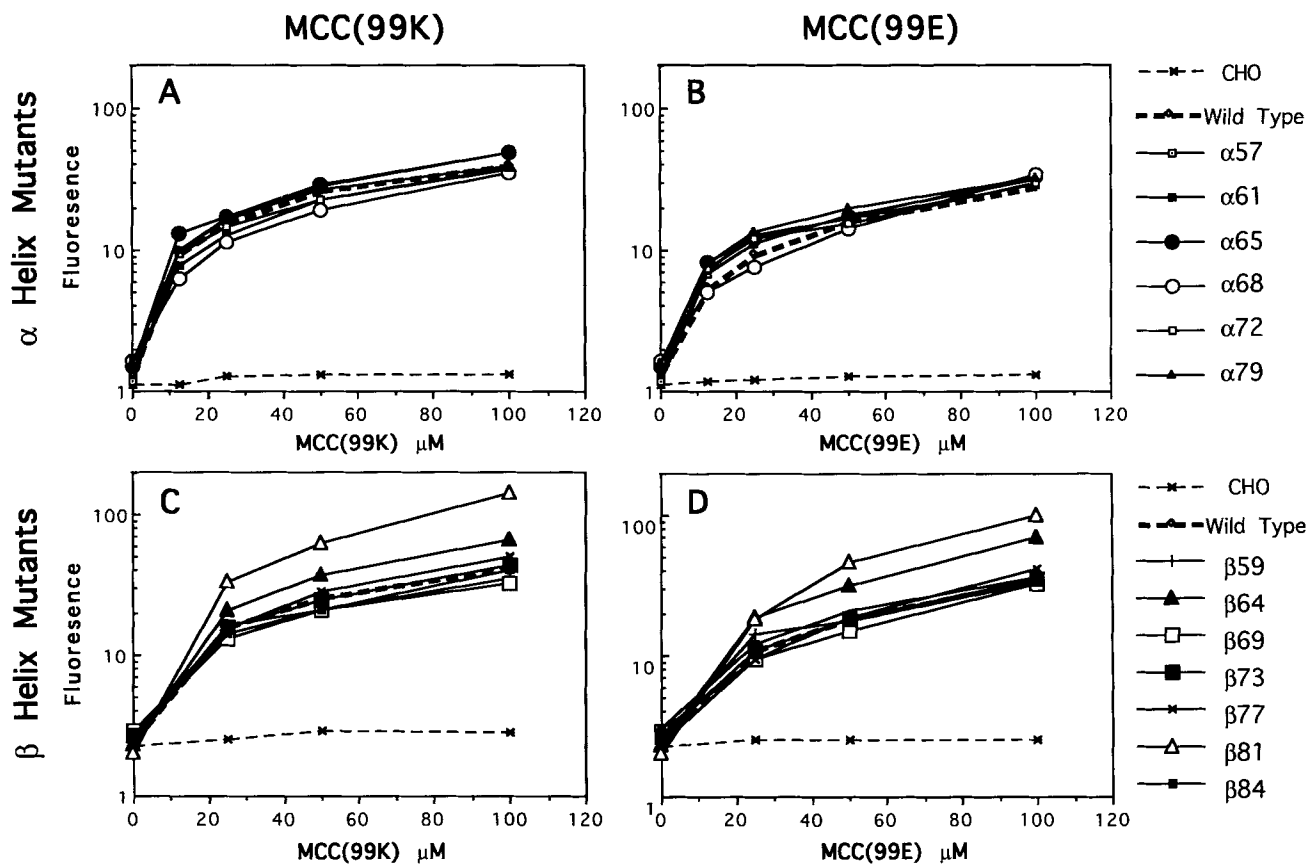 MCC(99K)
MCC(99E)
α Helix Mutants
A
Fluoresence
100
10
1
0 20 40 60 80 100 120
MCC(99K) μM
B
100
10
1
0 20 40 60 80 100 120
MCC(99E) μM
CHO
Wild Type
α57
α61
α65
α68
α72
α79
β Helix Mutants
C
Fluoresence
100
10
1
0 20 40 60 80 100 120
MCC(99K) μM
D
100
10
1
0 20 40 60 80 100 120
MCC(99E) μM
CHO
Wild Type
β59
β64
β69
β73
β77
β81
β84